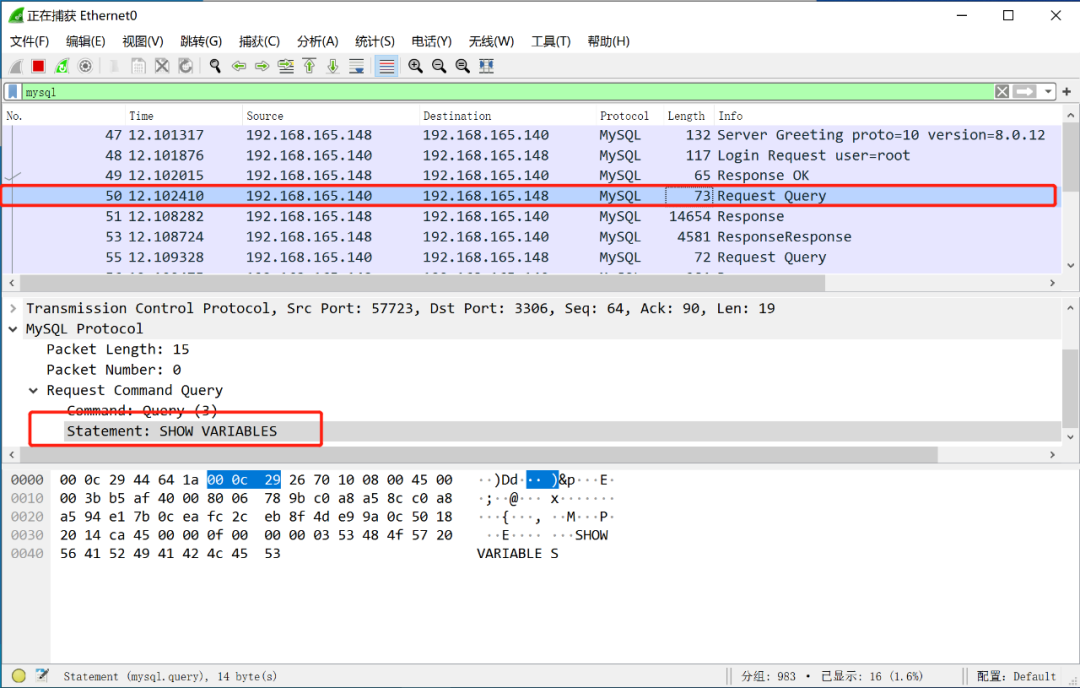 正在捕获 Ethernet0
文件(F) 编辑(E) 视图(V) 跳转(G) 捕获(C) 分析(A) 统计(S) 电话(Y) 无线(W) 工具(T) 帮助(H)
mysql
No. Time Source Destination Protocol Length Info
47 12.101317 192.168.165.148 192.168.165.140 MySQL 132 Server Greeting proto=10 version=8.0.12
48 12.101876 192.168.165.140 192.168.165.148 MySQL 117 Login Request user=root
49 12.102015 192.168.165.148 192.168.165.140 MySQL 65 Response OK
50 12.102410 192.168.165.140 192.168.165.148 MySQL 73 Request Query
51 12.108282 192.168.165.148 192.168.165.140 MySQL 14654 Response
53 12.108724 192.168.165.148 192.168.165.140 MySQL 4581 ResponseResponse
55 12.109328 192.168.165.140 192.168.165.148 MySQL 72 Request Query
Transmission Control Protocol, Src Port: 57723, Dst Port: 3306, Seq: 64, Ack: 90, Len: 19
MySQL Protocol
Packet Length: 15
Packet Number: 0
Request Command Query
Command: Query (3)
Statement: SHOW VARIABLES
0000 00 0c 29 44 64 1a 00 0c 29 26 70 10 08 00 45 00 ··)Dd··· )&p···E·
0010 00 3b b5 af 40 00 80 06 78 9b c0 a8 a5 8c c0 a8 ·;··@··· x·······
0020 a5 94 e1 7b 0c ea fc 2c eb 8f 4d e9 9a 0c 50 18 ···{···, ··M···P·
0030 20 14 ca 45 00 00 0f 00 00 00 03 53 48 4f 57 20 ··E···· ···SHOW
0040 56 41 52 49 41 42 4c 45 53 VARIABLE S
Statement (mysql.query), 14 byte(s) 分组: 983 · 已显示: 16 (1.6%) 配置: Default